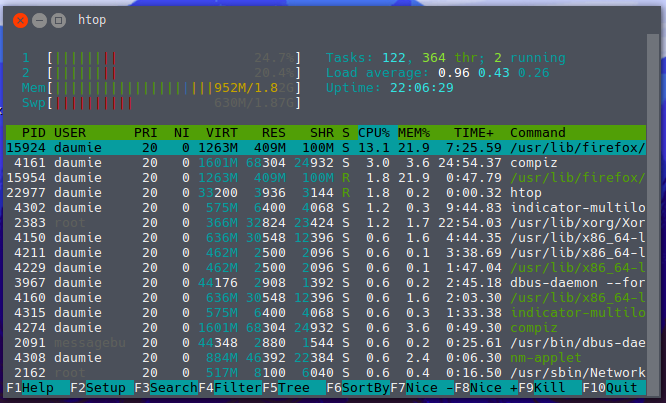 htop
1 [||||||||| 24.7%] Tasks: 122, 364 thr; 2 running
2 [||||||||| 20.4%] Load average: 0.96 0.43 0.26
Mem[|||||||||||||||||||||||952M/1.82G] Uptime: 22:06:29
Swp[||||||||||| 630M/1.87G]
PID USER PRI NI VIRT RES SHR S CPU% MEM% TIME+ Command
15924 daumie 20 0 1263M 409M 100M S 13.1 21.9 7:25.59 /usr/lib/firefox/
4161 daumie 20 0 1601M 68304 24932 S 3.0 3.6 24:54.37 compiz
15954 daumie 20 0 1263M 409M 100M R 1.8 21.9 0:47.79 /usr/lib/firefox/
22977 daumie 20 0 33200 3936 3144 R 1.8 0.2 0:00.32 htop
4302 daumie 20 0 575M 6400 4068 S 1.2 0.3 9:44.83 indicator-multilo
2383 root 20 0 366M 32824 23424 S 1.2 1.7 22:54.03 /usr/lib/xorg/Xor
4150 daumie 20 0 636M 30548 12396 S 0.6 1.6 4:44.35 /usr/lib/x86_64-l
4211 daumie 20 0 462M 2500 2096 S 0.6 0.1 3:38.69 /usr/lib/x86_64-l
4229 daumie 20 0 462M 2500 2096 S 0.6 0.1 1:47.04 /usr/lib/x86_64-l
3967 daumie 20 0 44176 2908 1392 S 0.6 0.2 2:45.18 dbus-daemon --for
4160 daumie 20 0 636M 30548 12396 S 0.6 1.6 2:03.30 /usr/lib/x86_64-l
4315 daumie 20 0 575M 6400 4068 S 0.6 0.3 1:33.38 indicator-multilo
4274 daumie 20 0 1601M 68304 24932 S 0.6 3.6 0:49.30 compiz
2091 messagebu 20 0 44348 2880 1544 S 0.6 0.2 0:25.61 /usr/bin/dbus-dae
4308 daumie 20 0 884M 46392 22384 S 0.6 2.4 0:06.30 nm-applet
2162 root 20 0 517M 8100 6040 S 0.6 0.4 0:16.50 /usr/sbin/Network
F1Help F2Setup F3SearchF4FilterF5Tree F6SortByF7Nice -F8Nice +F9Kill F10Quit